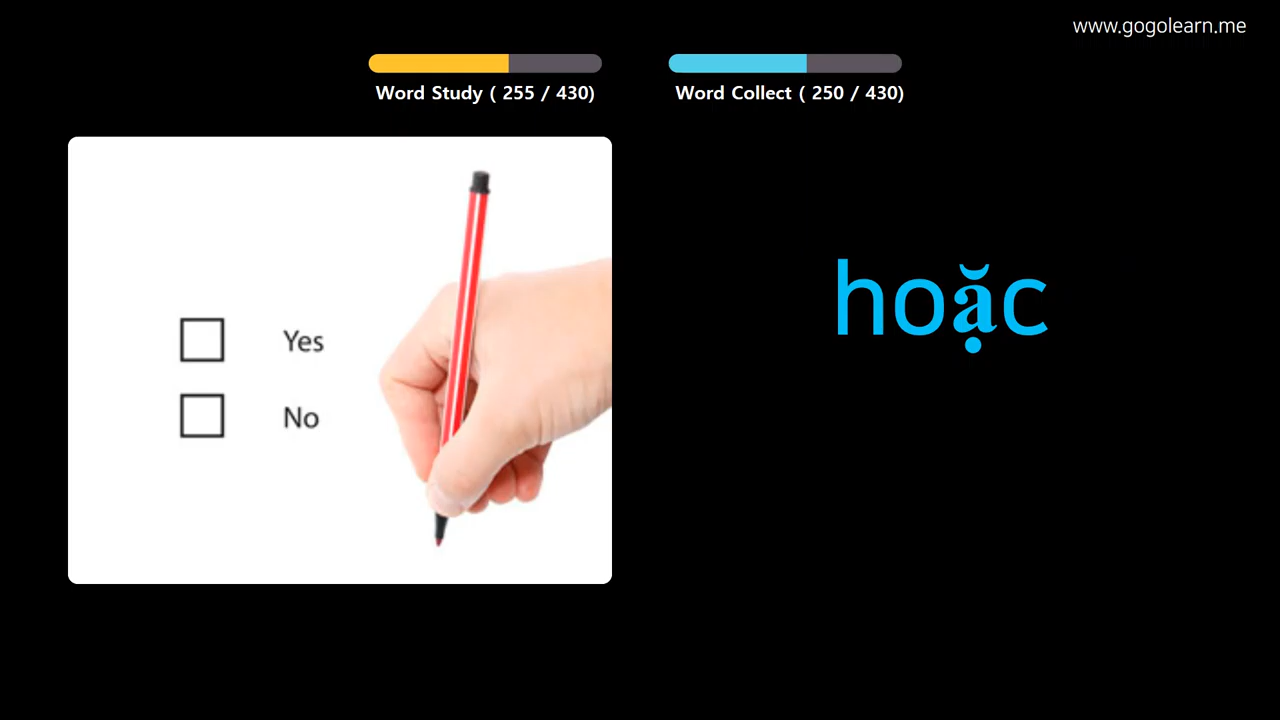 www.gogolearn.me
Word Study ( 255 / 430)
Word Collect ( 250 / 430)
hoặc
Yes
No